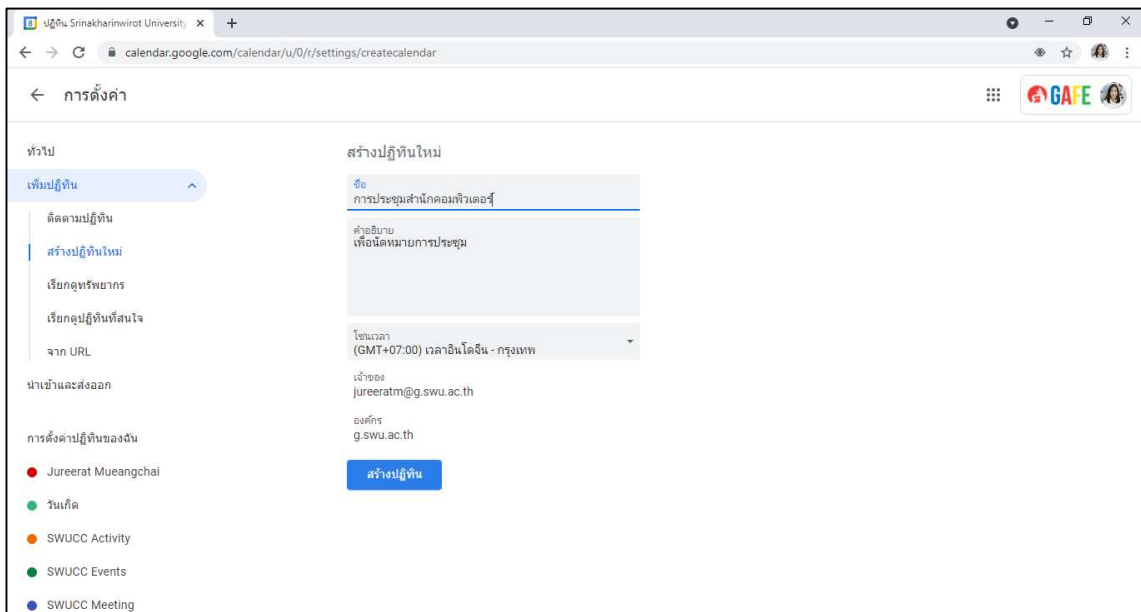 ปฏิทิน Srinakharinwirot University
calendar.google.com/calendar/u/0/r/settings/createcalendar
การตั้งค่า
GAFE
ทั่วไป
เพิ่มปฏิทิน
ติดตามปฏิทิน
สร้างปฏิทินใหม่
เรียกดูทรัพยากร
เรียกดูปฏิทินที่สนใจ
จาก URL
นำเข้าและส่งออก
การตั้งค่าปฏิทินของฉัน
Jureerat Mueangchai
วันเกิด
SWUCC Activity
SWUCC Events
SWUCC Meeting
สร้างปฏิทินใหม่
ชื่อ
การประชุมสำนักคอมพิวเตอร์
คำอธิบาย
เพื่อนัดหมายการประชุม
โซนเวลา
(GMT+07:00) เวลาอินโดจีน - กรุงเทพ
เจ้าของ
jureeratm@g.swu.ac.th
องค์กร
g.swu.ac.th
สร้างปฏิทิน